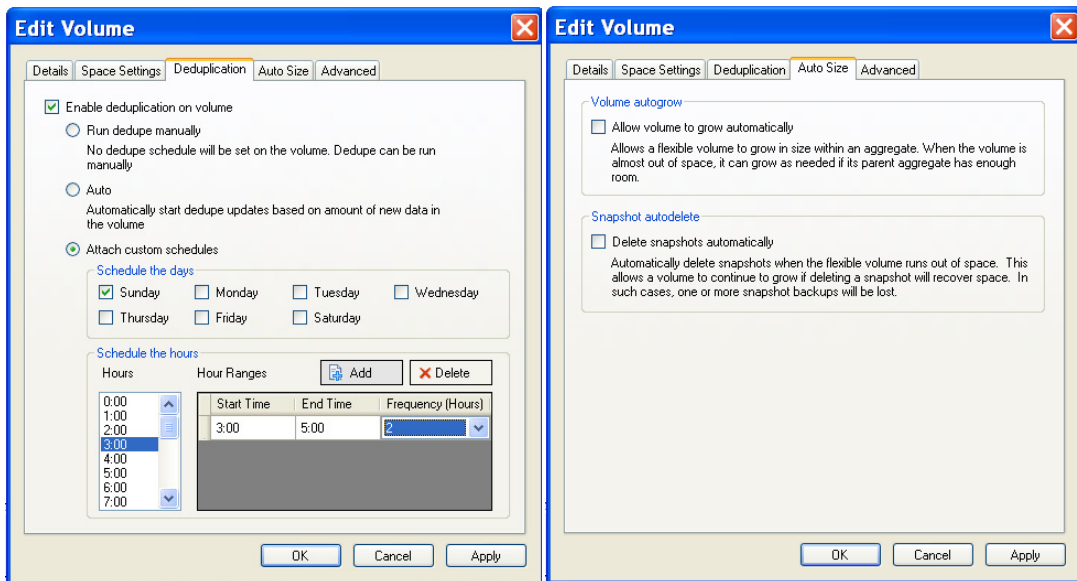 Edit Volume
Details Space Settings Deduplication Auto Size Advanced
Enable deduplication on volume
Run dedupe manually
No dedupe schedule will be set on the volume. Dedupe can be run
manually
Auto
Automatically start dedupe updates based on amount of new data in
the volume
Attach custom schedules
Schedule the days
Sunday Monday Tuesday Wednesday
Thursday Friday Saturday
Schedule the hours
Hours Hour Ranges Add Delete
0:00
1:00
2:00
3:00
4:00
5:00
6:00
7:00
Start Time End Time Frequency (Hours)
3:00 5:00 2
OK Cancel Apply
Edit Volume
Details Space Settings Deduplication Auto Size Advanced
Volume autogrow
Allow volume to grow automatically
Allows a flexible volume to grow in size within an aggregate. When the volume is
almost out of space, it can grow as needed if its parent aggregate has enough
room.
Snapshot autodelete
Delete snapshots automatically
Automatically delete snapshots when the flexible volume runs out of space. This
allows a volume to continue to grow if deleting a snapshot will recover space. In
such cases, one or more snapshot backups will be lost.
OK Cancel Apply